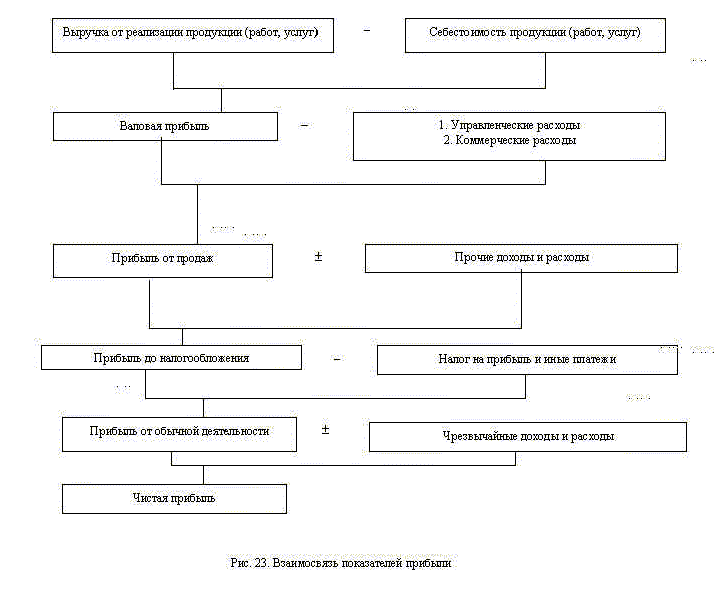 Выручка от реализации продукции (работ, услуг) – Себестоимость продукции (работ, услуг)
Валовая прибыль – 1. Управленческие расходы
2. Коммерческие расходы
Прибыль от продаж ± Прочие доходы и расходы
Прибыль до налогообложения – Налог на прибыль и иные платежи
Прибыль от обычной деятельности ± Чрезвычайные доходы и расходы
Чистая прибыль
Рис. 23. Взаимосвязь показателей прибыли